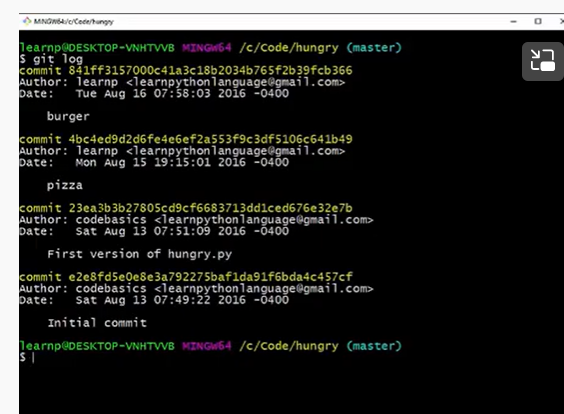 MINGW64:/c/Code/hungry
learnp@DESKTOP-VNHTVVB MINGW64 /c/Code/hungry (master)
$ git log
commit 841ff3157000c41a3c18b2034b765f2b39fcb366
Author: learnp <learnpythonlanguage@gmail.com>
Date: Tue Aug 16 07:58:03 2016 -0400
burger
commit 4bc4ed9d2d6fe4e6ef2a553f9c3df5106c641b49
Author: learnp <learnpythonlanguage@gmail.com>
Date: Mon Aug 15 19:15:01 2016 -0400
pizza
commit 23ea3b3b27805cd9cf6683713dd1ced676e32e7b
Author: codebasics <learnpythonlanguage@gmail.com>
Date: Sat Aug 13 07:51:09 2016 -0400
First version of hungry.py
commit e2e8fd5e0e8e3a792275baf1da91f6bda4c457cf
Author: codebasics <learnpythonlanguage@gmail.com>
Date: Sat Aug 13 07:49:22 2016 -0400
Initial commit
learnp@DESKTOP-VNHTVVB MINGW64 /c/Code/hungry (master)
$